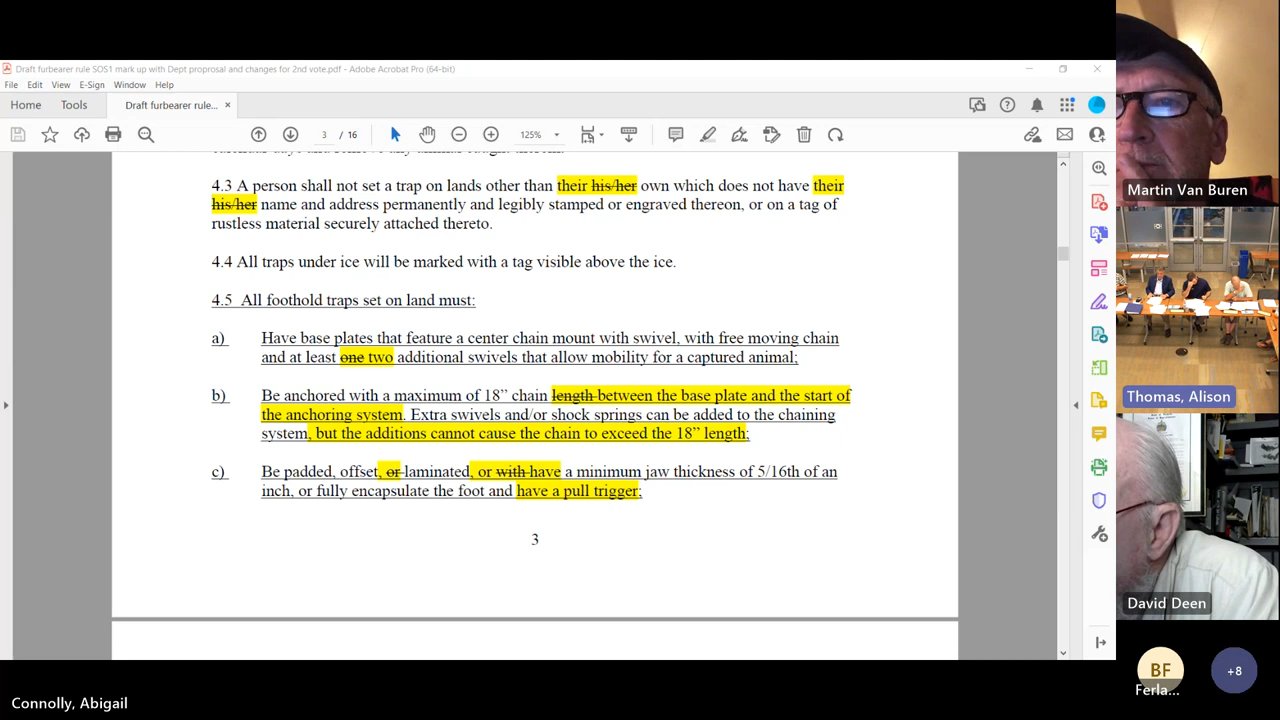 Draft furbearer rule SOS1 mark up with Dept proprosal and changes for 2nd vote.pdf - Adobe Acrobat Pro (64-bit)
File Edit View E-Sign Window Help
Home Tools Draft furbearer rule... ×
3 / 16 125%
4.3 A person shall not set a trap on lands other than their his/her own which does not have their
his/her name and address permanently and legibly stamped or engraved thereon, or on a tag of
rustless material securely attached thereto.
4.4 All traps under ice will be marked with a tag visible above the ice.
4.5 All foothold traps set on land must:
a) Have base plates that feature a center chain mount with swivel, with free moving chain
and at least one two additional swivels that allow mobility for a captured animal;
b) Be anchored with a maximum of 18” chain length between the base plate and the start of
the anchoring system. Extra swivels and/or shock springs can be added to the chaining
system, but the additions cannot cause the chain to exceed the 18” length;
c) Be padded, offset, or laminated, or with have a minimum jaw thickness of 5/16th of an
inch, or fully encapsulate the foot and have a pull trigger;
3
Martin Van Buren
Thomas, Alison
David Deen
BF
Ferla...
+8
Connolly, Abigail